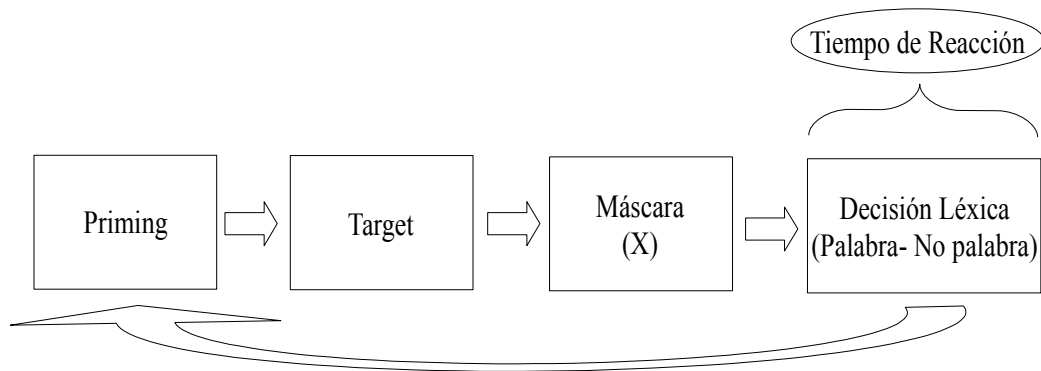 Tiempo de Reacción
Priming
Target
Máscara
(X)
Decisión Léxica
(Palabra- No palabra)